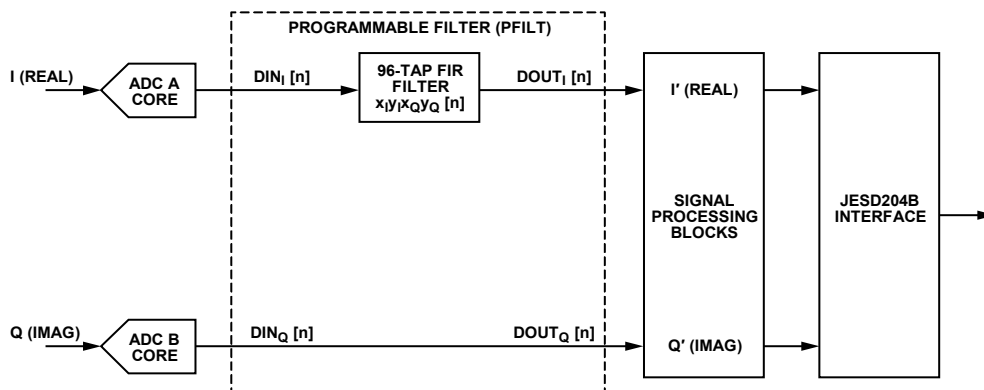 PROGRAMMABLE FILTER (PFILT)
I (REAL)
ADC A
CORE
DINI [n]
96-TAP FIR
FILTER
xIyIxQyQ [n]
DOUTI [n]
I′ (REAL)
SIGNAL
PROCESSING
BLOCKS
JESD204B
INTERFACE
Q (IMAG)
ADC B
CORE
DINQ [n]
DOUTQ [n]
Q′ (IMAG)